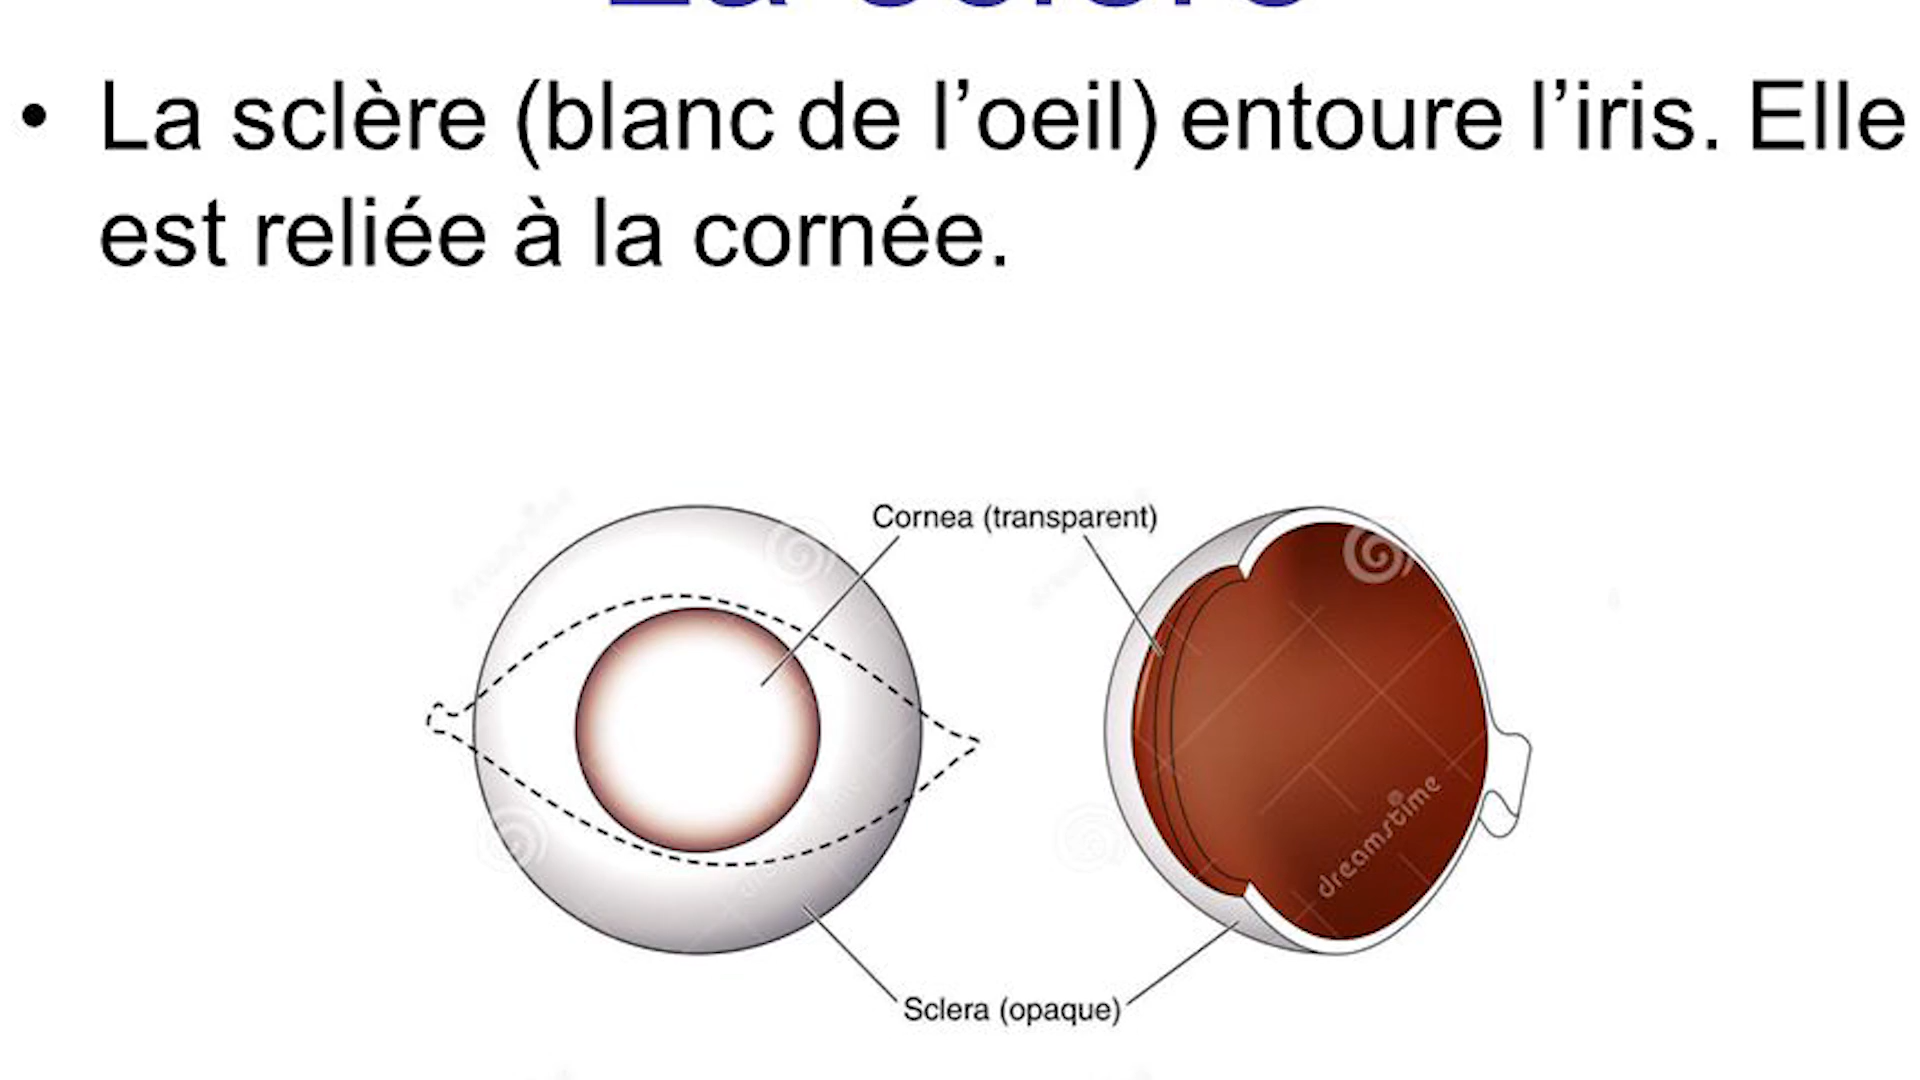 • La sclère (blanc de l’oeil) entoure l’iris. Elle
est reliée à la cornée.
Cornea (transparent)
dreamstime
Sclera (opaque)